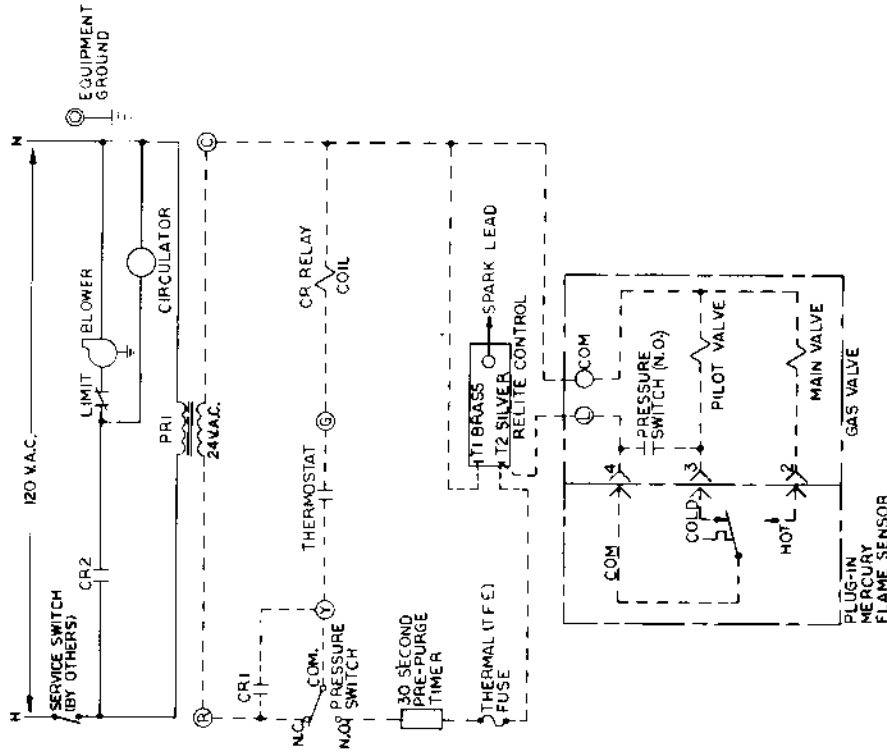 120 V.A.C.
H
N
SERVICE SWITCH
(BY OTHERS)
EQUIPMENT
GROUND
CR2
LIMIT
BLOWER
CIRCULATOR
PRI
24 V.A.C.
R
C
CR1
THERMOSTAT
CR RELAY
COIL
N.C.
COM.
Y
G
N.O.
PRESSURE
SWITCH
30 SECOND
PRE-PURGE
TIMER
THERMAL (T.F.S.)
FUSE
T1 BRASS
T2 SILVER
SPARK LEAD
RELITE CONTROL
L
COM
COM
4
PRESSURE
SWITCH (N.O.)
COLD
3
PILOT VALVE
HOT
2
MAIN VALVE
PLUG-IN
MERCURY
FLAME SENSOR
GAS VALVE